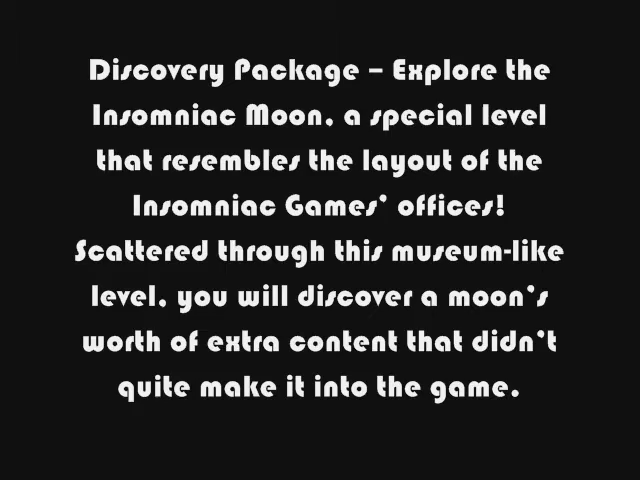 Discovery Package – Explore the
Insomniac Moon, a special level
that resembles the layout of the
Insomniac Games' offices!
Scattered through this museum-like
level, you will discover a moon's
worth of extra content that didn't
quite make it into the game.